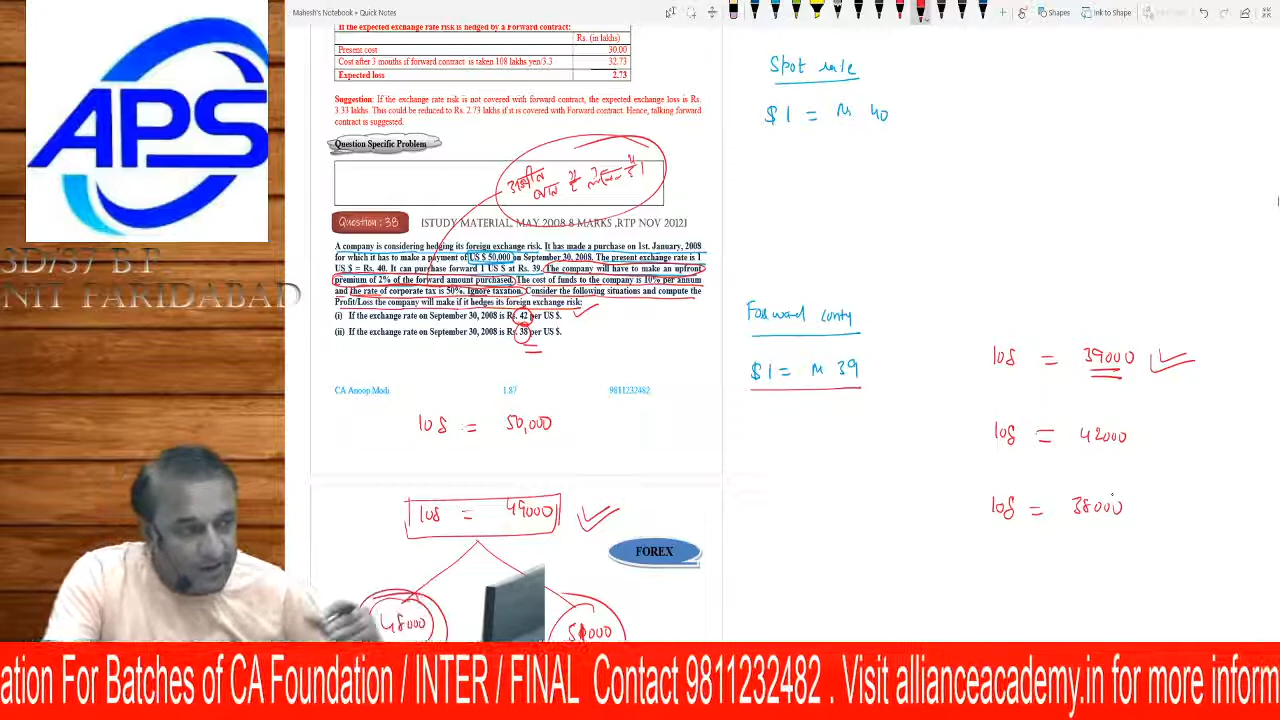 Mahesh's Notebook » Quick Notes
Ink to Shape
APS
3D/37 B.P
NIT FARIDABAD
If the expected exchange rate risk is hedged by a Forward contract:
Rs. (in lakhs)
Present cost 30.00
Cost after 3 mouths if forward contract is taken 108 lakhs yen/3.3 32.73
Expected loss 2.73
Suggestion: If the exchange rate risk is not covered with forward contract, the expected exchange loss is Rs.
3.33 lakhs. This could be reduced to Rs. 2.73 lakhs if it is covered with Forward contract. Hence, talking forward
contract is suggested.
Question Specific Problem
Question : 38 [STUDY MATERIAL, MAY 2008 8 MARKS ,RTP NOV 2012]
A company is considering hedging its foreign exchange risk. It has made a purchase on 1st. January, 2008
for which it has to make a payment of US $ 50,000 on September 30, 2008. The present exchange rate is 1
US $ = Rs. 40. It can purchase forward 1 US $ at Rs. 39. The company will have to make an upfront
premium of 2% of the forward amount purchased. The cost of funds to the company is 10% per annum
and the rate of corporate tax is 50%. Ignore taxation. Consider the following situations and compute the
Profit/Loss the company will make if it hedges its foreign exchange risk:
(i) If the exchange rate on September 30, 2008 is Rs. 42 per US $.
(ii) If the exchange rate on September 30, 2008 is Rs. 38 per US $.
CA Anoop Modi 1.87 9811232482
10g = 50,000
10g = 49000
48000
FOREX
Spot rate
$ 1 = 40
Forward
$ 1 = 39
10g = 39000
10g = 42000
10g = 38000
ation For Batches of CA Foundation / INTER / FINAL Contact 9811232482 . Visit allianceacademy.in for more inform